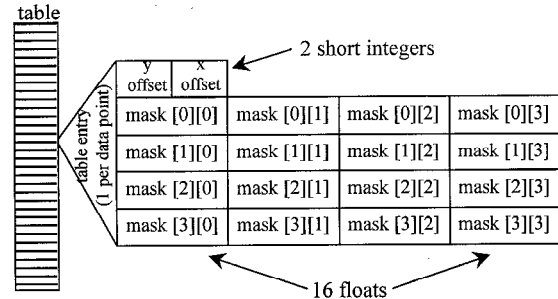 table
2 short integers
y offset
x offset
table entry
(1 per data point)
mask [0][0] mask [0][1] mask [0][2] mask [0][3]
mask [1][0] mask [1][1] mask [1][2] mask [1][3]
mask [2][0] mask [2][1] mask [2][2] mask [2][3]
mask [3][0] mask [3][1] mask [3][2] mask [3][3]
16 floats